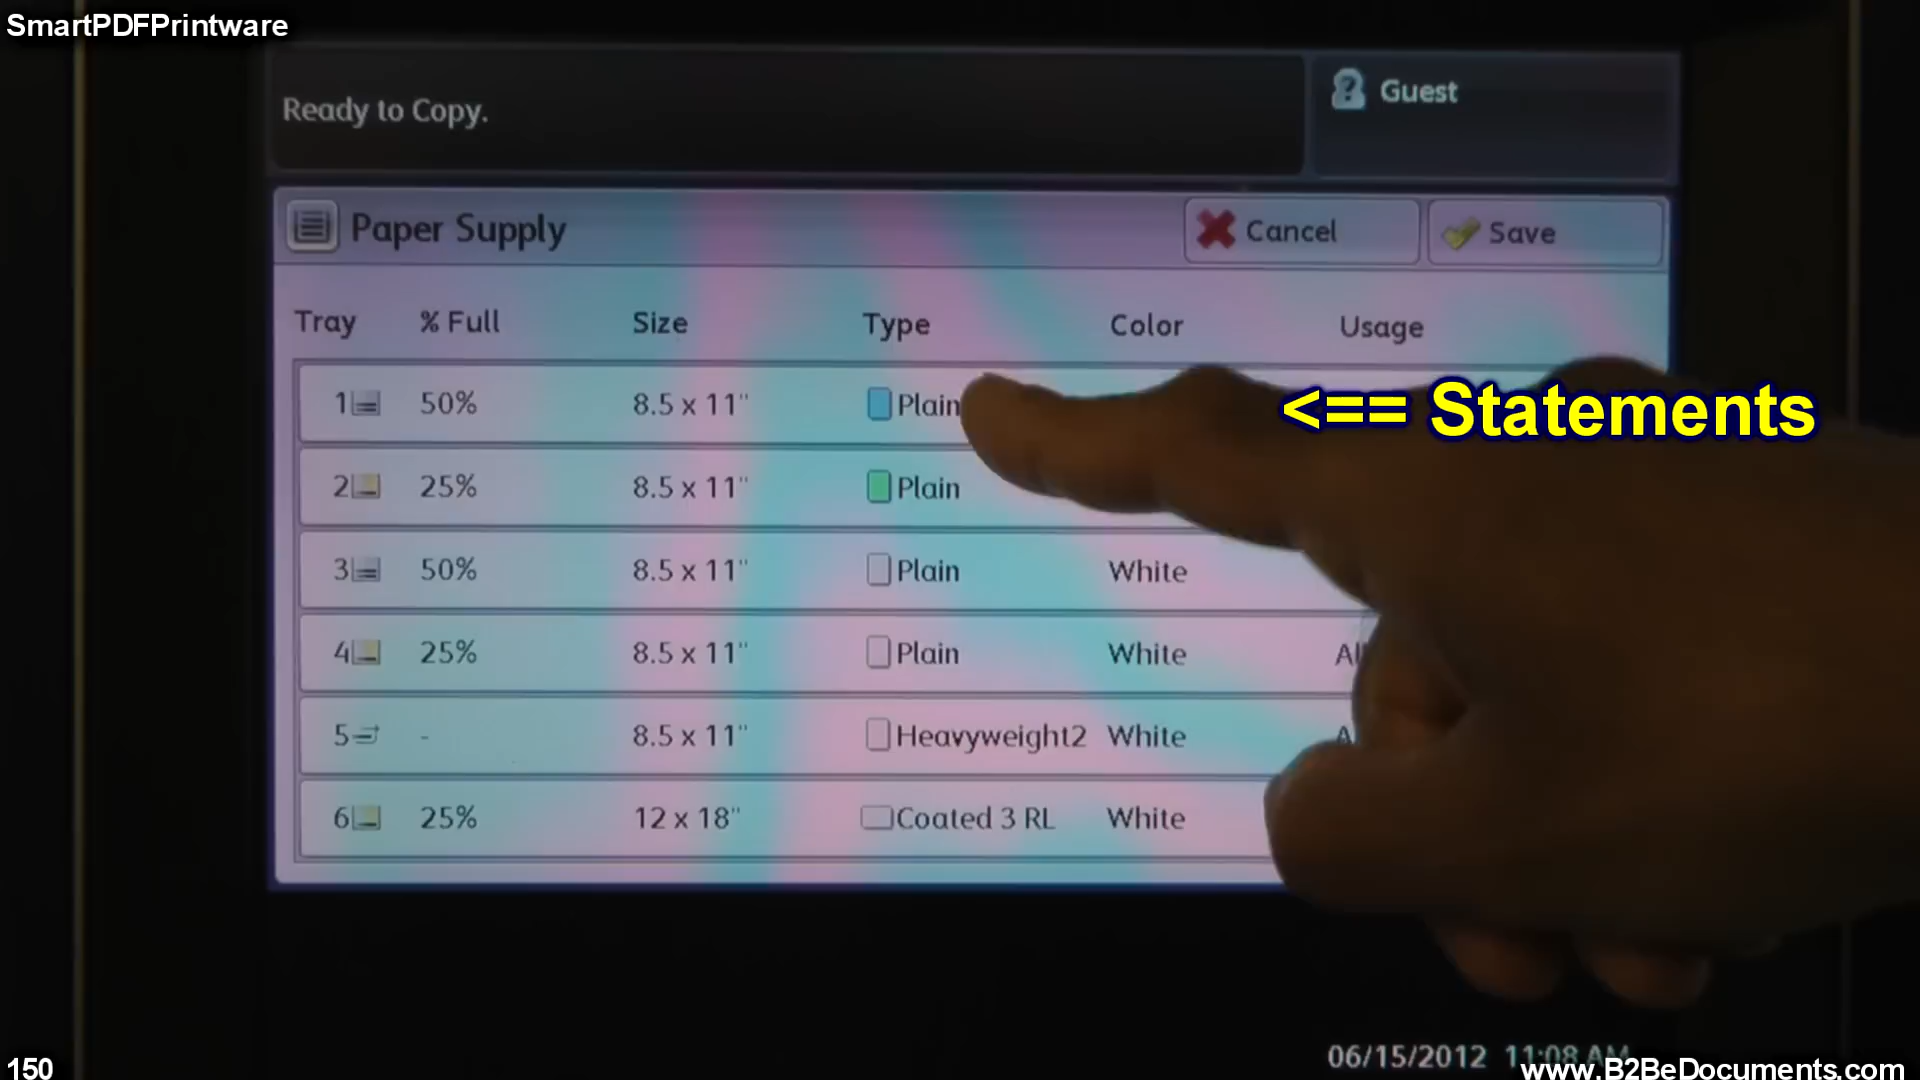 SmartPDFPrintware
Ready to Copy.
Guest
Paper Supply
Cancel
Save
Tray % Full Size Type Color Usage
1 50% 8.5 x 11" Plain
<== Statements
2 25% 8.5 x 11" Plain
3 50% 8.5 x 11" Plain White
4 25% 8.5 x 11" Plain White
5 - 8.5 x 11" Heavyweight2 White
6 25% 12 x 18" Coated 3 RL White
06/15/2012 11:08 AM
150
www.B2BeDocuments.com